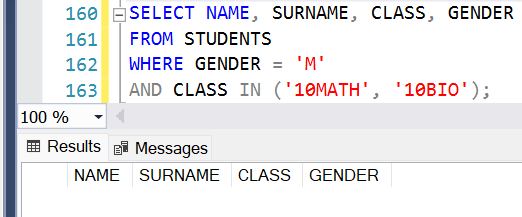 160 SELECT NAME, SURNAME, CLASS, GENDER
161 FROM STUDENTS
162 WHERE GENDER = 'M'
163 AND CLASS IN ('10MATH', '10BIO');
100 %
Results Messages
NAME SURNAME CLASS GENDER